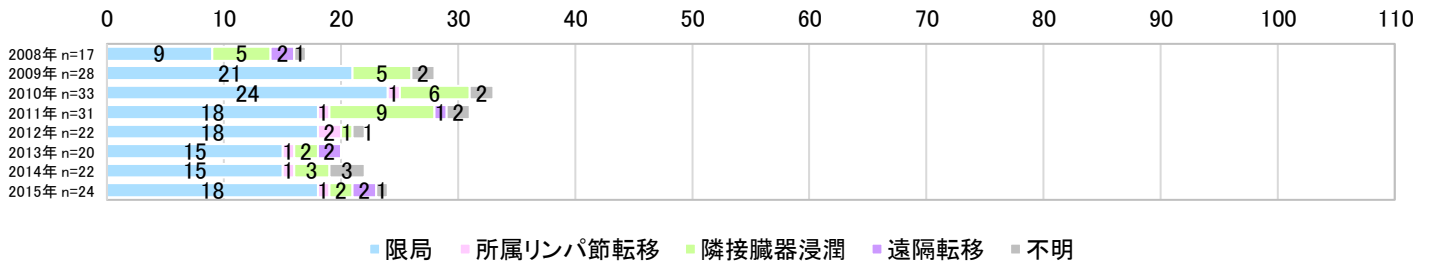 0 10 20 30 40 50 60 70 80 90 100 110
2008年 n=17 9 5 2 1
2009年 n=28 21 5 2
2010年 n=33 24 1 6 2
2011年 n=31 18 1 9 1 2
2012年 n=22 18 2 1 1
2013年 n=20 15 1 2 2
2014年 n=22 15 1 3 3
2015年 n=24 18 1 2 2 1
限局 所属リンパ節転移 隣接臓器浸潤 遠隔転移 不明